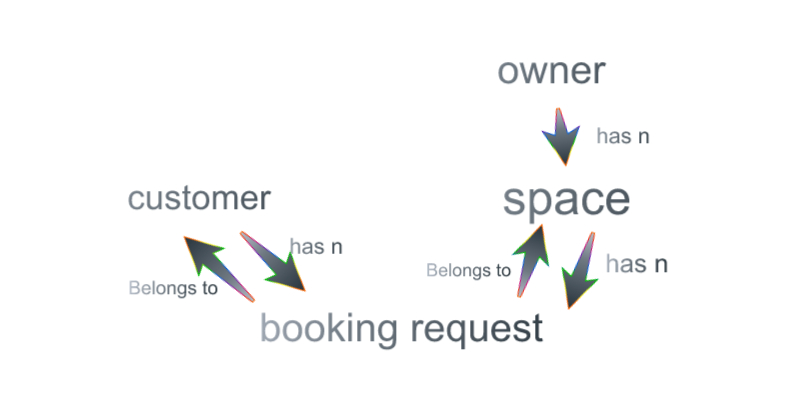 owner
has n
customer
space
has n
Belongs to
Belongs to
has n
booking request